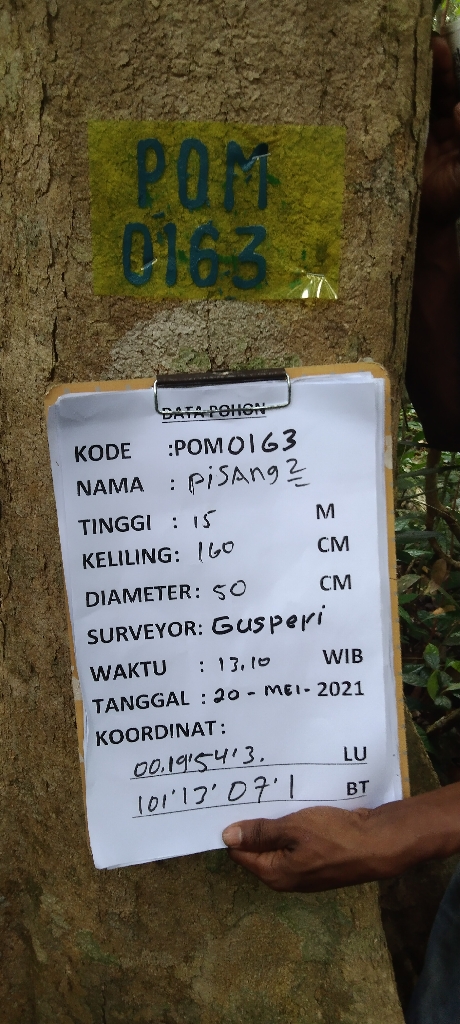 POM
0163
DATA POHON
KODE :POM0163
NAMA : PiSAng2
TINGGI : 15 M
KELILING: 160 CM
DIAMETER: 50 CM
SURVEYOR: Gusperi
WAKTU : 13.10 WIB
TANGGAL : 20 - MEI - 2021
KOORDINAT:
00.19'54'3. LU
101'13'07'1 BT